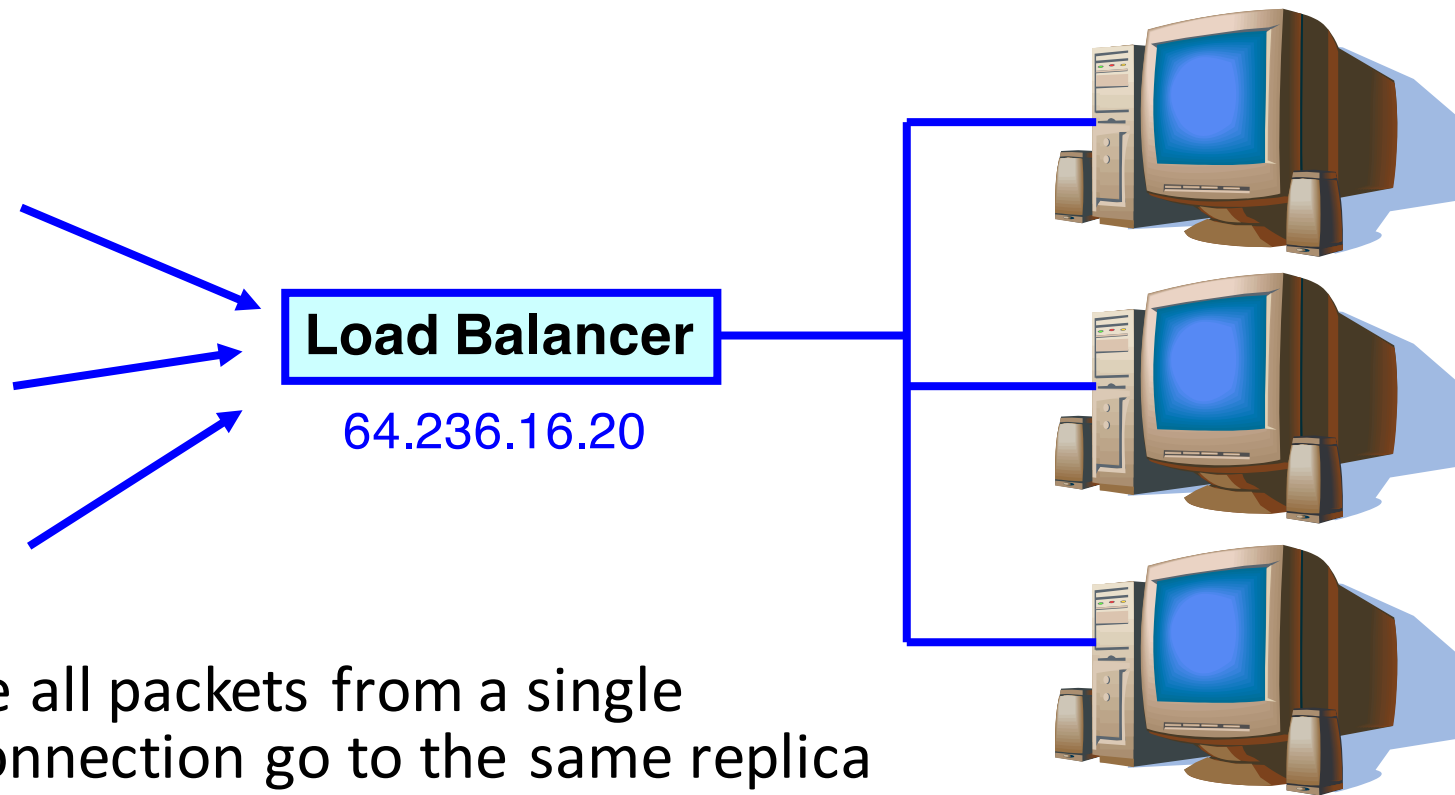 Load Balancer
64.236.16.20
e all packets from a single
onnection go to the same replica